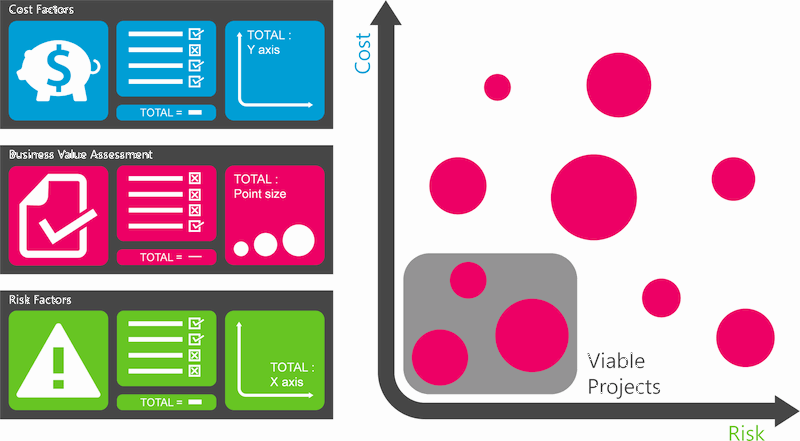 Cost Factors
TOTAL :
Y axis
TOTAL =
Business Value Assessment
TOTAL :
Point size
TOTAL =
Risk Factors
TOTAL :
X axis
TOTAL =
Cost
Viable
Projects
Risk